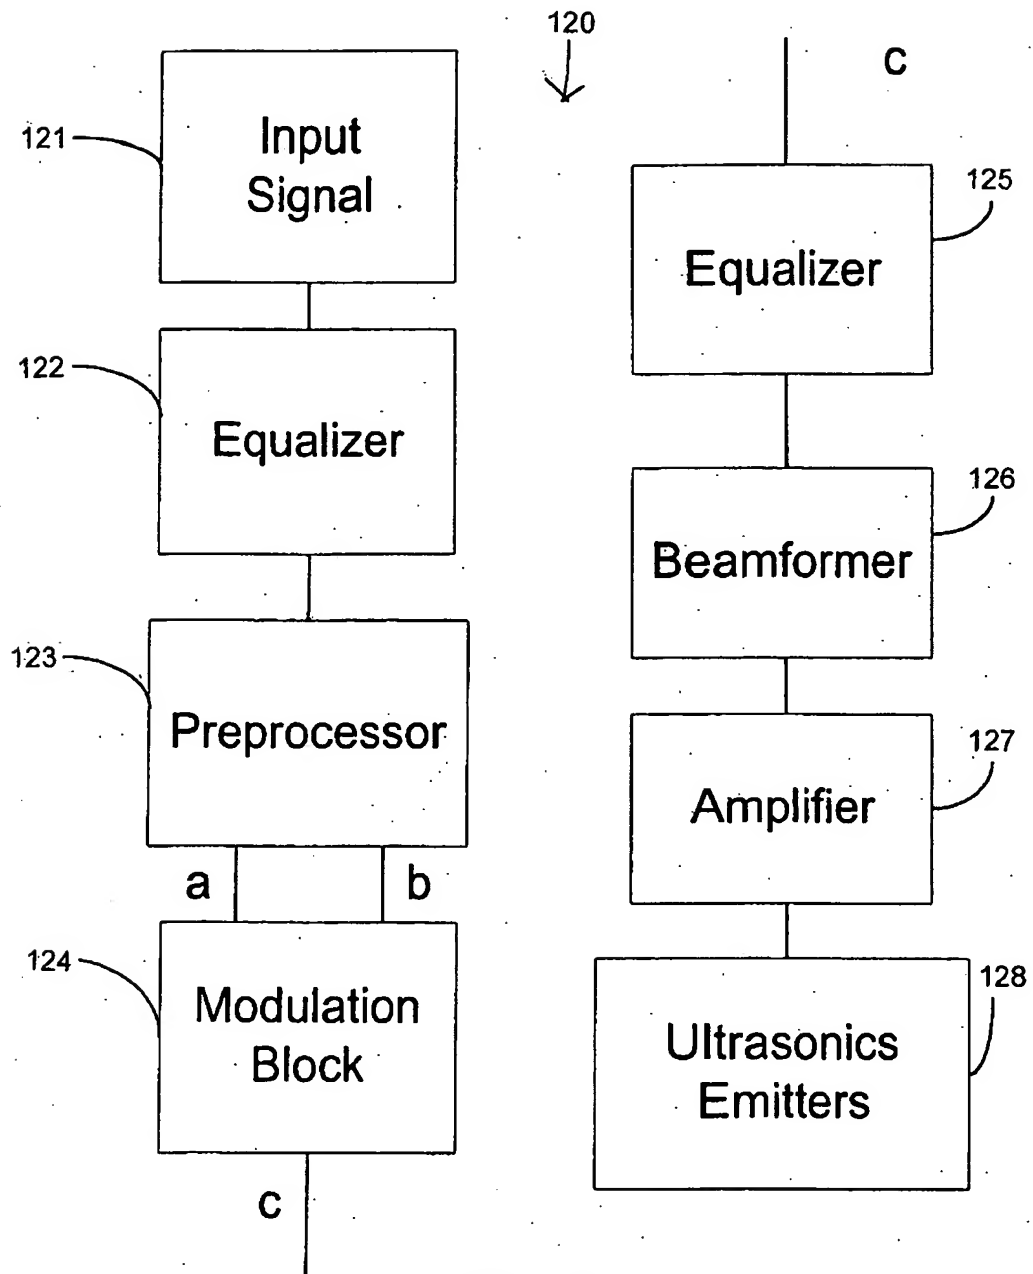 120
121
Input
Signal
122
Equalizer
123
Preprocessor
a
b
124
Modulation
Block
c
c
125
Equalizer
126
Beamformer
127
Amplifier
128
Ultrasonics
Emitters